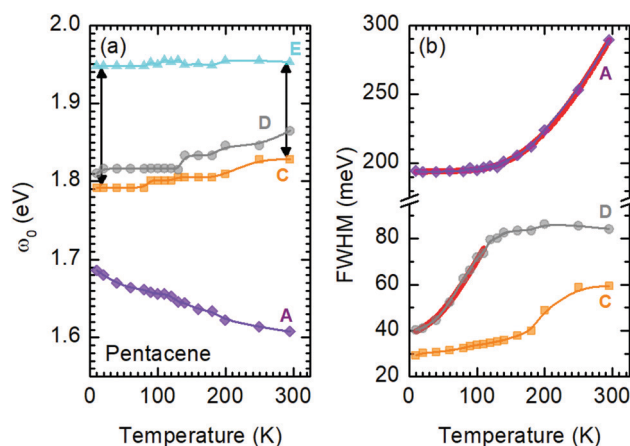 (a)
E
D
C
A
Pentacene
ω0 (eV)
2.0
1.9
1.8
1.7
1.6
0 100 200 300
Temperature (K)
(b)
A
D
C
FWHM (meV)
300
250
200
80
60
40
20
0 100 200 300
Temperature (K)